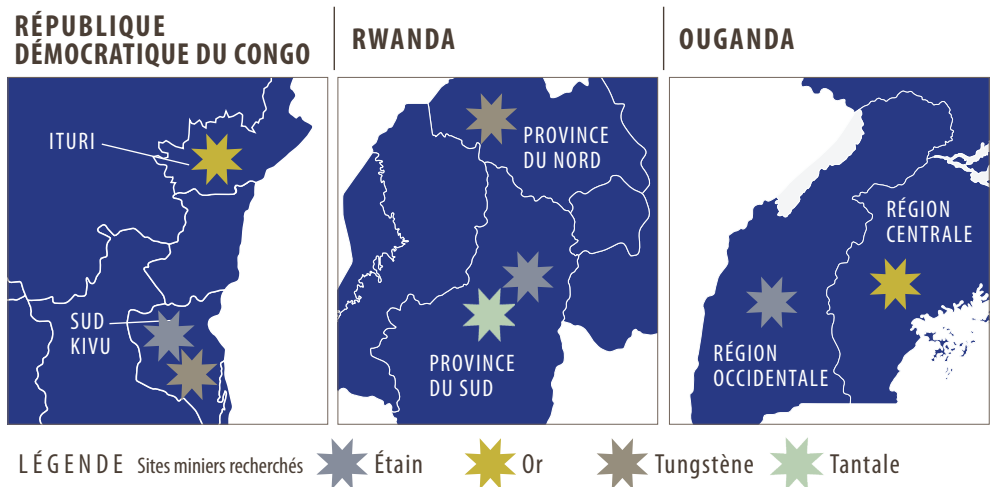 RÉPUBLIQUE
DÉMOCRATIQUE DU CONGO
RWANDA
OUGANDA
ITURI
SUD
KIVU
PROVINCE
DU NORD
PROVINCE
DU SUD
RÉGION
CENTRALE
RÉGION
OCCIDENTALE
LÉGENDE Sites miniers recherchés Étain Or Tungstène Tantale